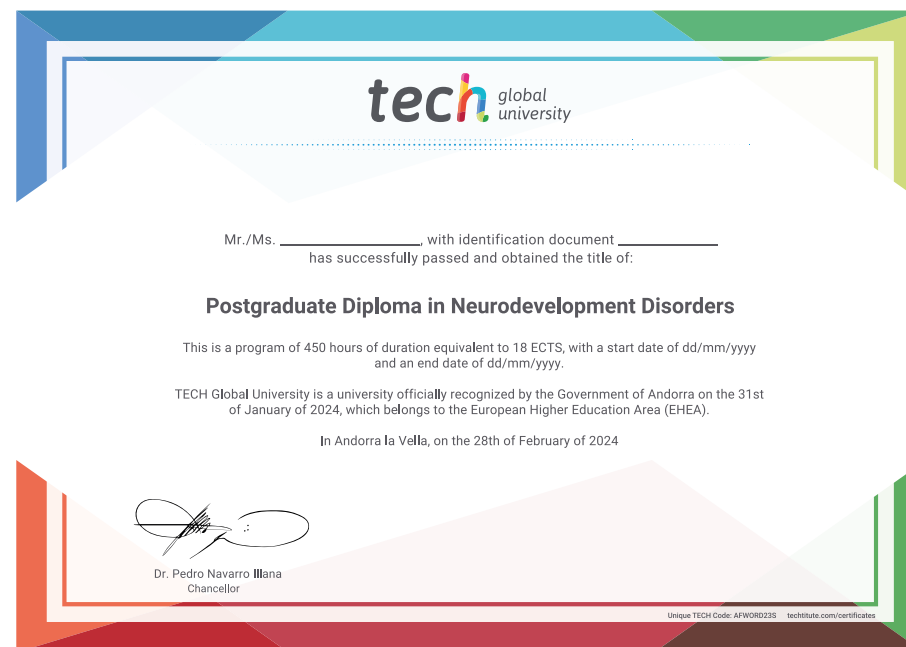 tech global university
Mr./Ms. ____________________, with identification document ______________
has successfully passed and obtained the title of:
Postgraduate Diploma in Neurodevelopment Disorders
This is a program of 450 hours of duration equivalent to 18 ECTS, with a start date of dd/mm/yyyy
and an end date of dd/mm/yyyy.
TECH Global University is a university officially recognized by the Government of Andorra on the 31st
of January of 2024, which belongs to the European Higher Education Area (EHEA).
In Andorra la Vella, on the 28th of February of 2024
Dr. Pedro Navarro Illana
Chancellor
Unique TECH Code: AFWORD23S techtitute.com/certificates